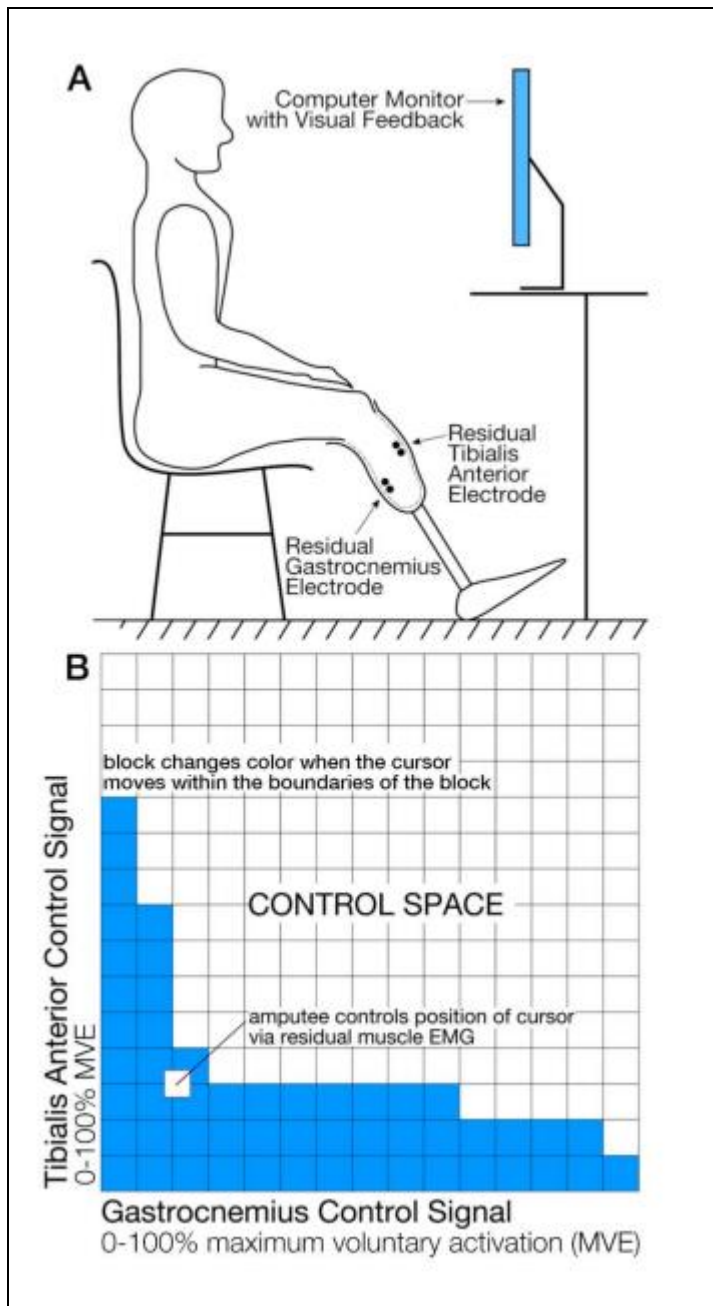 A
Computer Monitor
with Visual Feedback
Residual
Tibialis
Anterior
Electrode
Residual
Gastrocnemius
Electrode
B
block changes color when the cursor
moves within the boundaries of the block
CONTROL SPACE
amputee controls position of cursor
via residual muscle EMG
Tibialis Anterior Control Signal
0-100% MVE
Gastrocnemius Control Signal
0-100% maximum voluntary activation (MVE)